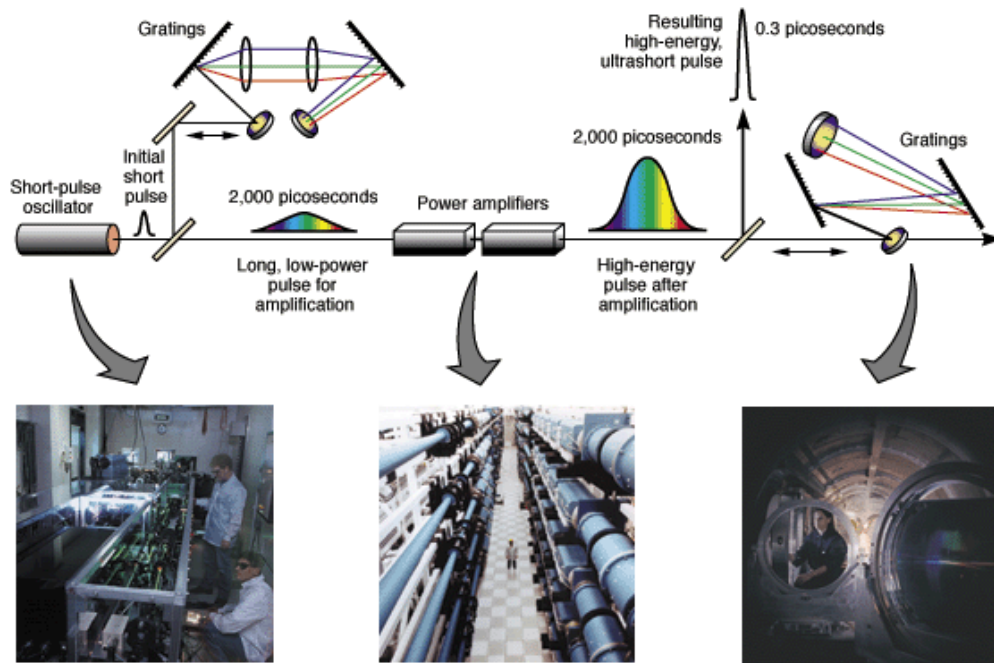 Gratings
Resulting
high-energy,
ultrashort pulse
0.3 picoseconds
Initial
short
pulse
Short-pulse
oscillator
2,000 picoseconds
Power amplifiers
2,000 picoseconds
Gratings
Long, low-power
pulse for
amplification
High-energy
pulse after
amplification